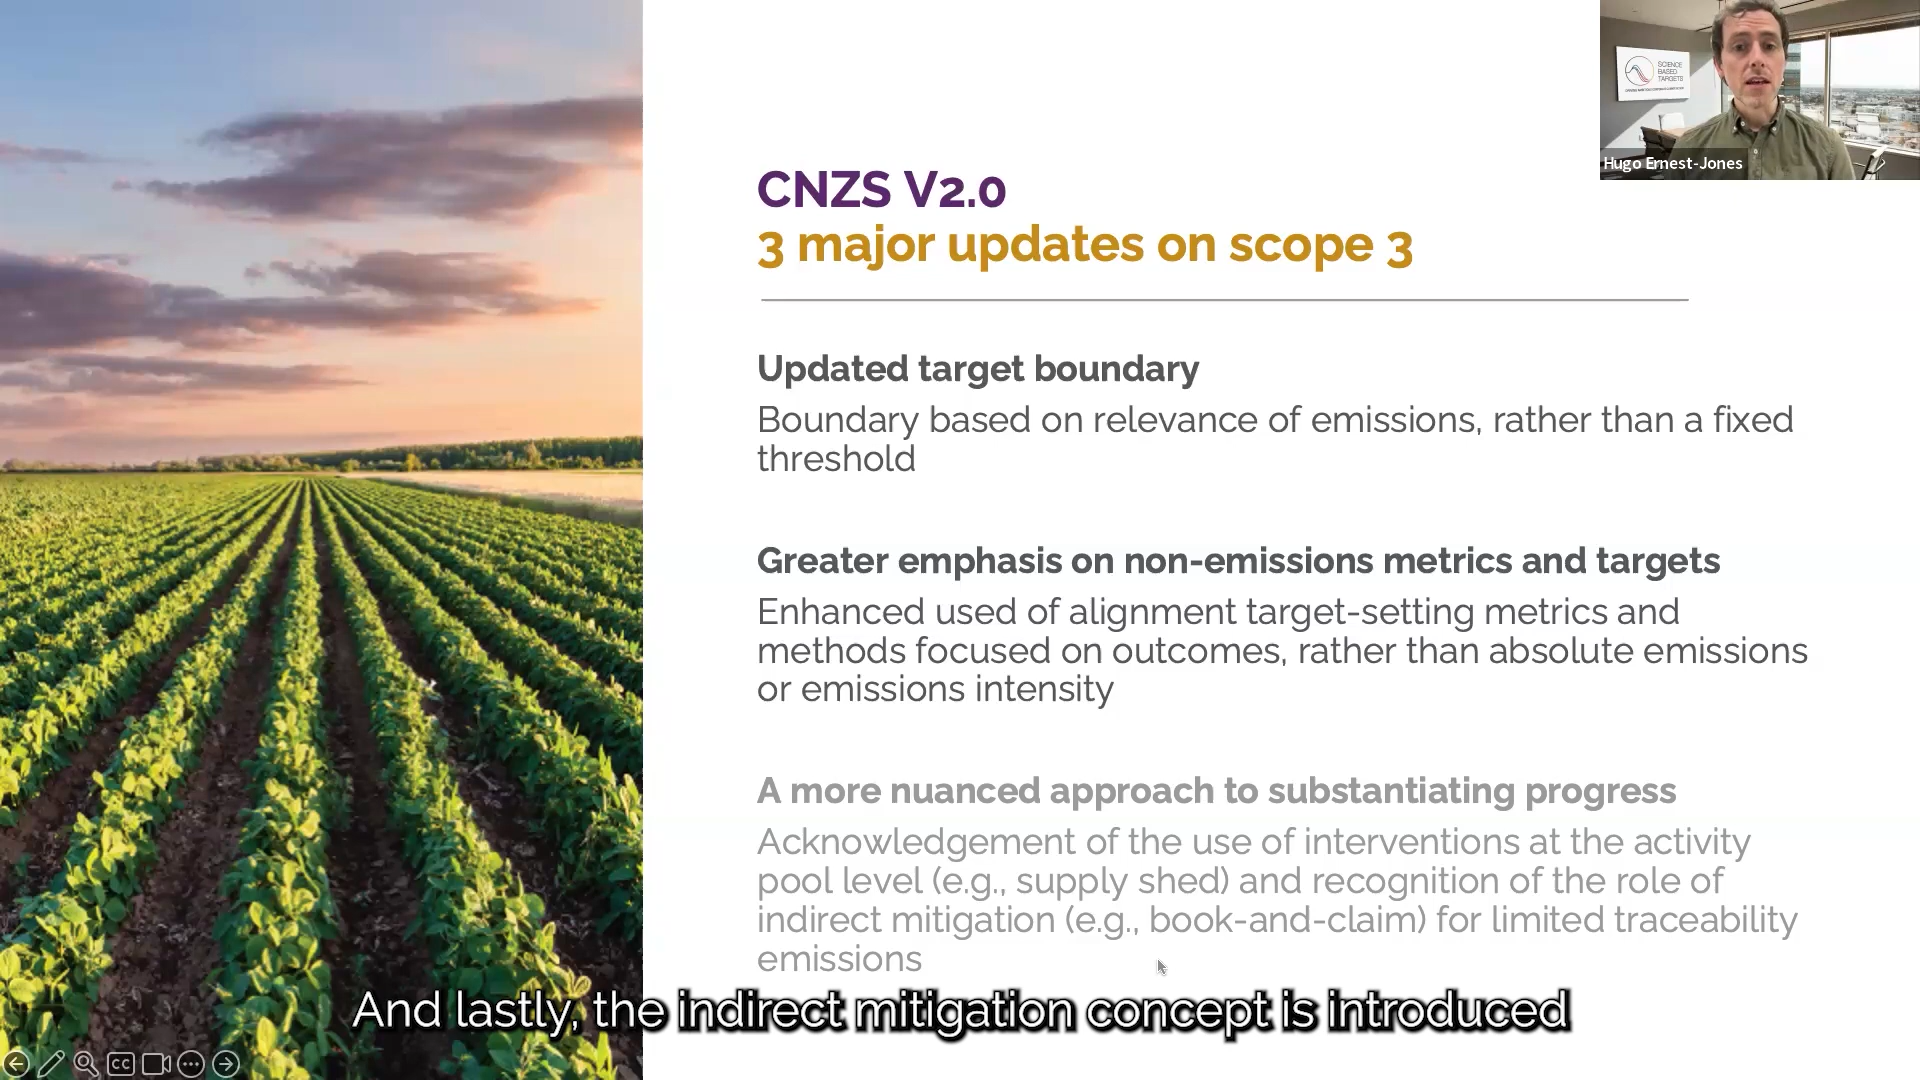 SCIENCE
BASED
TARGETS
Hugo Ernest-Jones
CNZS V2.0
3 major updates on scope 3
Updated target boundary
Boundary based on relevance of emissions, rather than a fixed
threshold
Greater emphasis on non-emissions metrics and targets
Enhanced used of alignment target-setting metrics and
methods focused on outcomes, rather than absolute emissions
or emissions intensity
A more nuanced approach to substantiating progress
Acknowledgement of the use of interventions at the activity
pool level (e.g., supply shed) and recognition of the role of
indirect mitigation (e.g., book-and-claim) for limited traceability
emissions
And lastly, the indirect mitigation concept is introduced
CC